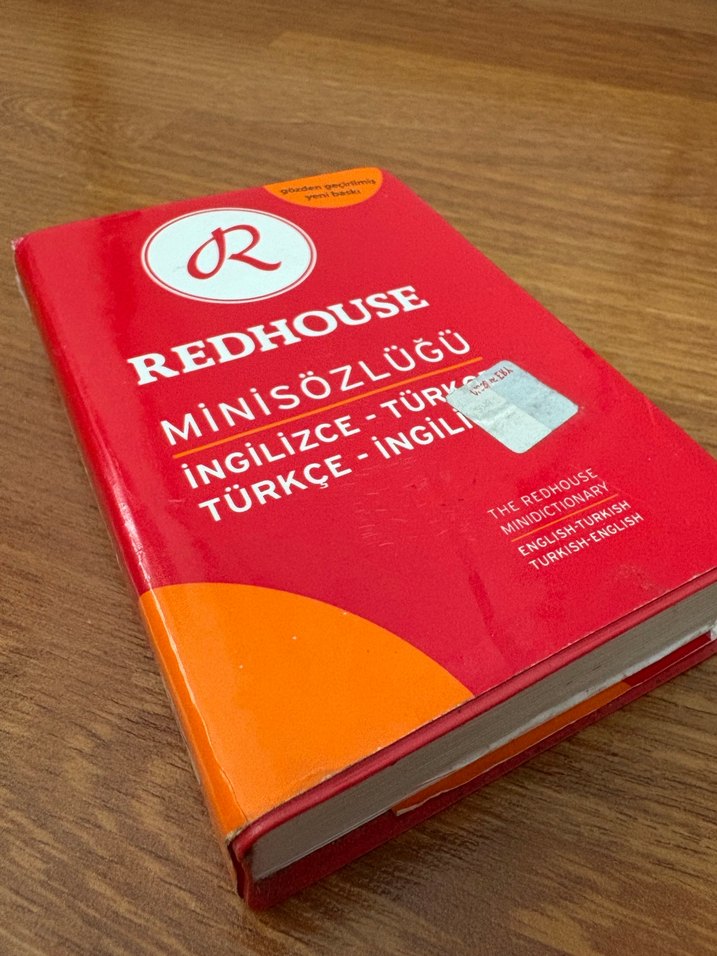 gözden geçirilmiş
yeni baskı
R
REDHOUSE
MİNİSÖZLÜĞÜ
İNGİLİZCE - TÜRKÇ
TÜRKÇE - İNGİLİ
THE REDHOUSE
MINIDICTIONARY
ENGLISH-TURKISH
TURKISH-ENGLISH